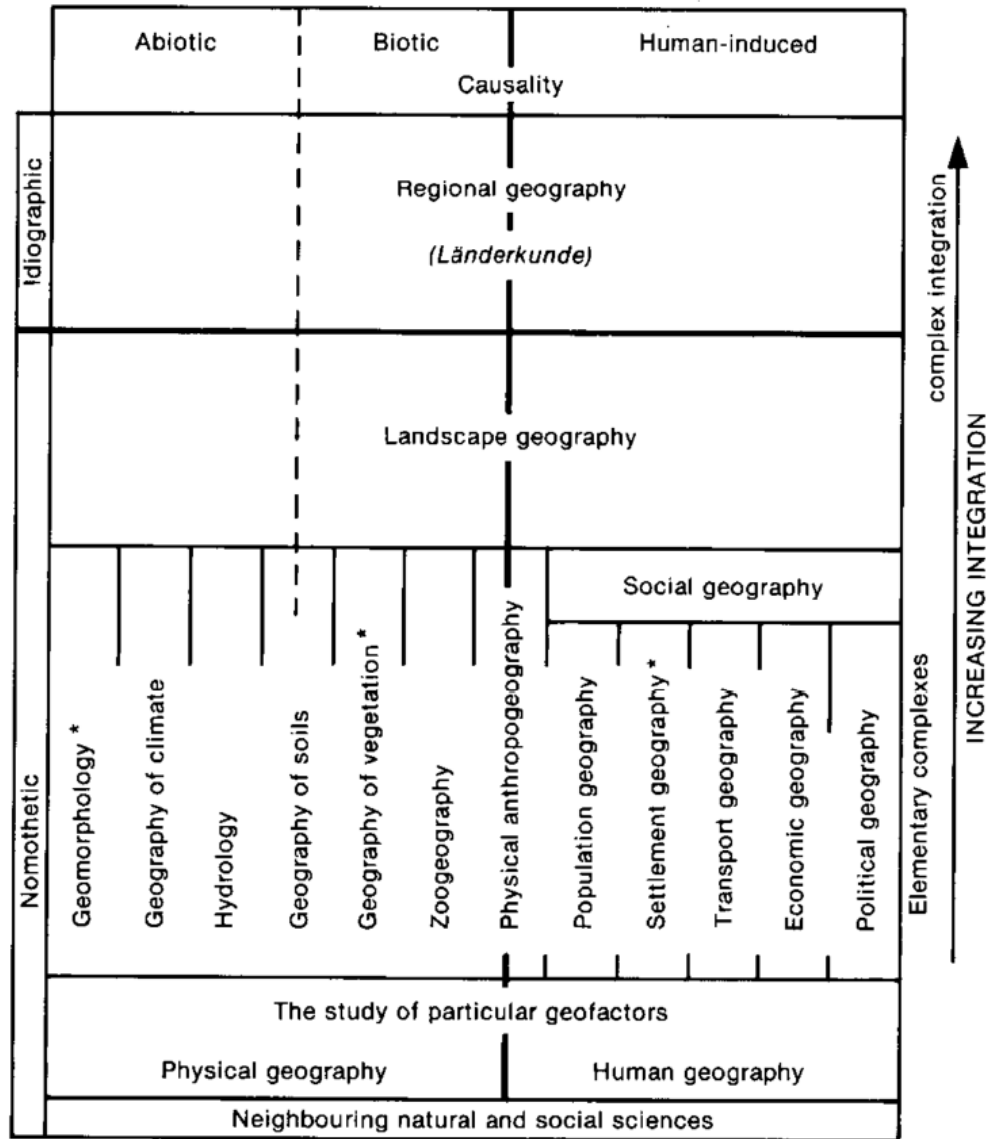 Abiotic
Biotic
Human-induced
Causality
Idiographic
Regional geography
(Länderkunde)
complex integration
Landscape geography
INCREASING INTEGRATION
Nomothetic
Social geography
Geomorphology*
Geography of climate
Hydrology
Geography of soils
Geography of vegetation*
Zoogeography
Physical anthropogeography
Population geography
Settlement geography*
Transport geography
Economic geography
Political geography
Elementary complexes
The study of particular geofactors
Physical geography
Human geography
Neighbouring natural and social sciences